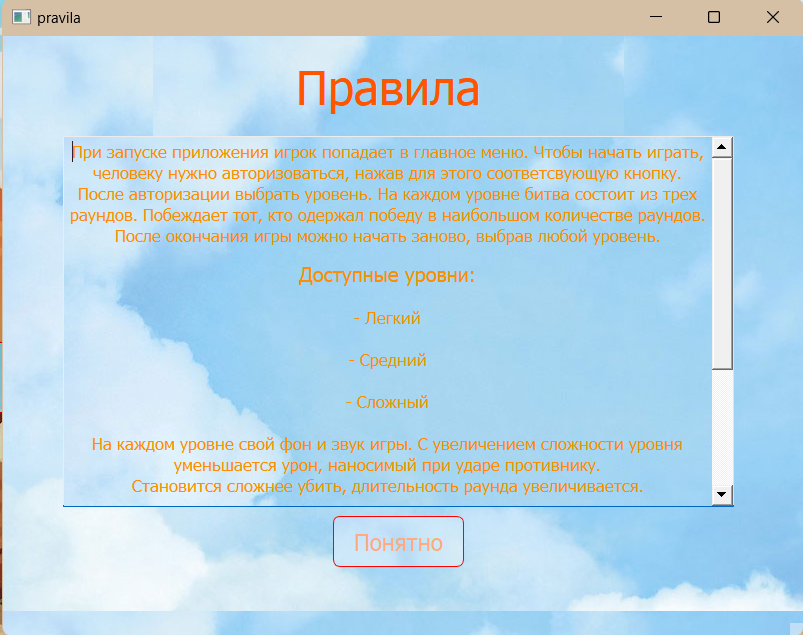 pravila
Правила
При запуске приложения игрок попадает в главное меню. Чтобы начать играть,
человеку нужно авторизоваться, нажав для этого соответсвующую кнопку.
После авторизации выбрать уровень. На каждом уровне битва состоит из трех
раундов. Побеждает тот, кто одержал победу в наибольшом количестве раундов.
После окончания игры можно начать заново, выбрав любой уровень.
Доступные уровни:
- Легкий
- Средний
- Сложный
На каждом уровне свой фон и звук игры. С увеличением сложности уровня
уменьшается урон, наносимый при ударе противнику.
Становится сложнее убить, длительность раунда увеличивается.
Понятно